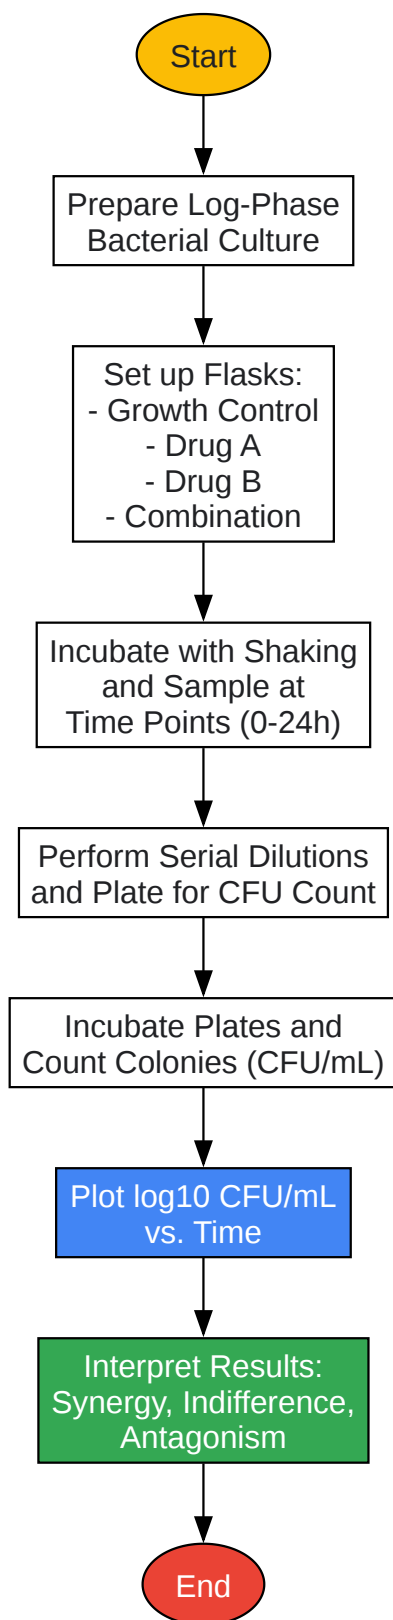 Start
Prepare Log-Phase
Bacterial Culture
Set up Flasks:
- Growth Control
- Drug A
- Drug B
- Combination
Incubate with Shaking
and Sample at
Time Points (0-24h)
Perform Serial Dilutions
and Plate for CFU Count
Incubate Plates and
Count Colonies (CFU/mL)
Plot log10 CFU/mL
vs. Time
Interpret Results:
Synergy, Indifference,
Antagonism
End